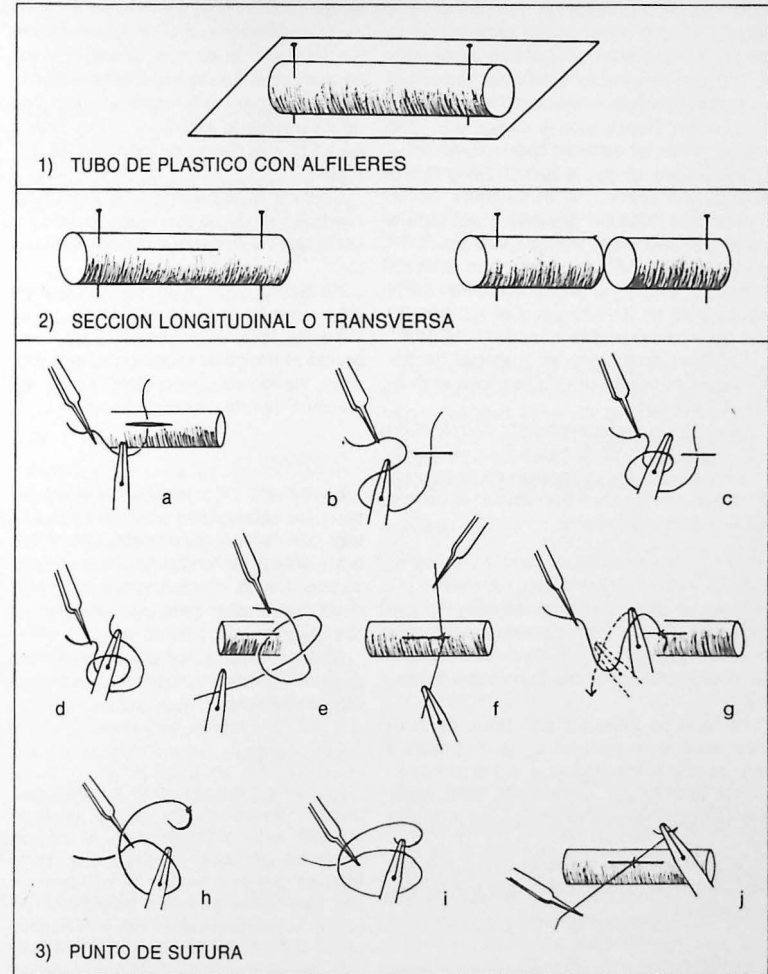 1) TUBO DE PLASTICO CON ALFILERES
2) SECCION LONGITUDINAL O TRANSVERSA
a
b
c
d
e
f
g
h
i
j
3) PUNTO DE SUTURA